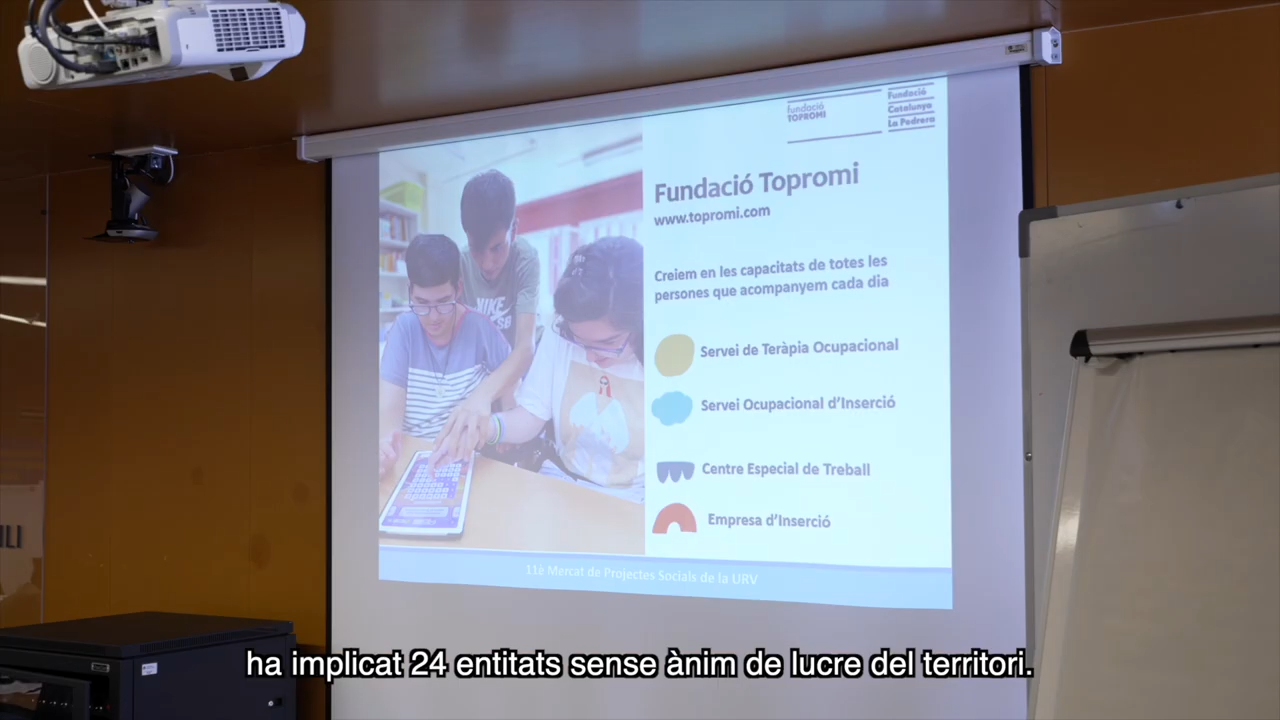 fundació
TOPROMI
Fundació
Catalunya
La Pedrera
Fundació Topromi
www.topromi.com
Creiem en les capacitats de totes les
persones que acompanyem cada dia
Servei de Teràpia Ocupacional
Servei Ocupacional d'Inserció
Centre Especial de Treball
Empresa d'Inserció
NIKE
SB
11è Mercat de Projectes Socials de la URV
ha implicat 24 entitats sense ànim de lucre del territori.